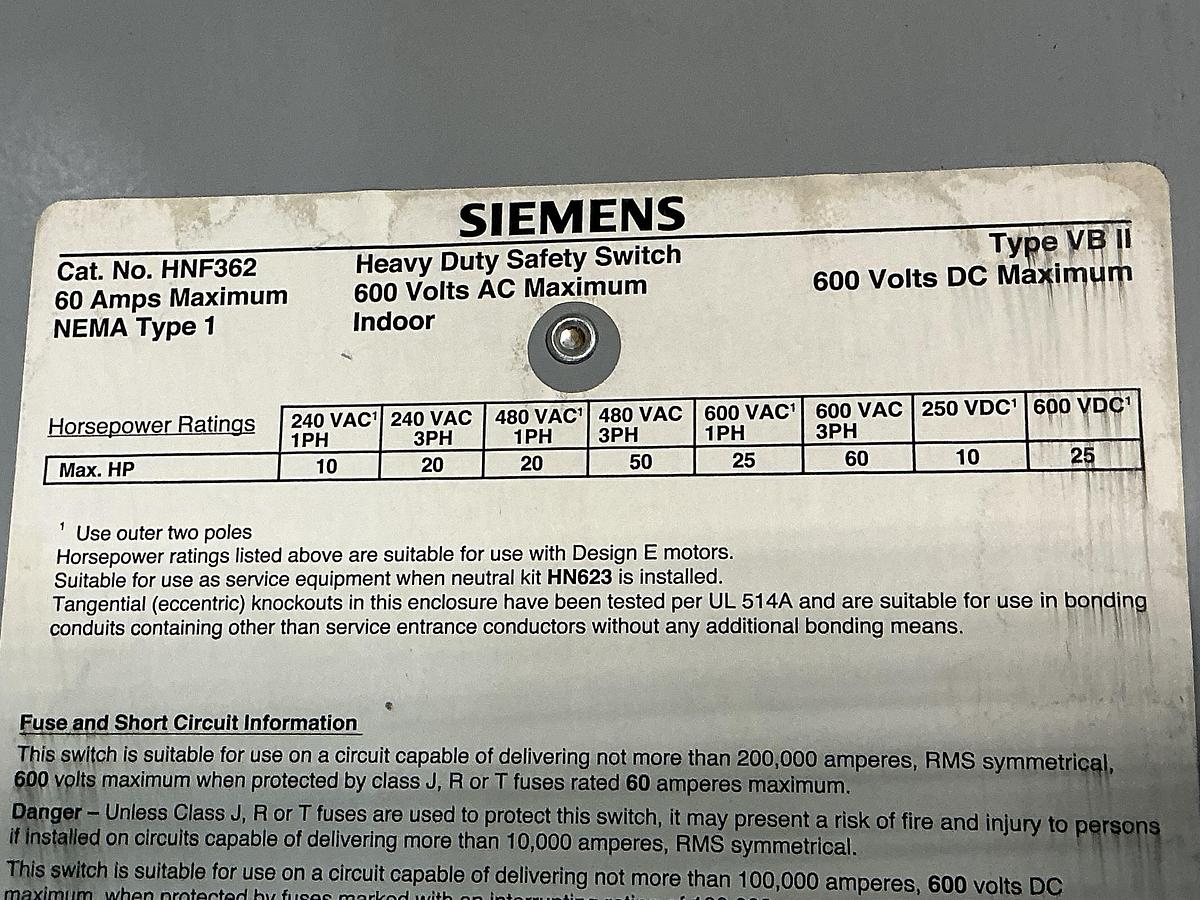 SIEMENS
Cat. No. HNF362 Heavy Duty Safety Switch Type VB II
60 Amps Maximum 600 Volts AC Maximum 600 Volts DC Maximum
NEMA Type 1 Indoor
Horsepower Ratings 240 VAC¹ 240 VAC 480 VAC¹ 480 VAC 600 VAC¹ 600 VAC 250 VDC¹ 600 VDC¹
1PH 3PH 1PH 3PH 1PH 3PH
Max. HP 10 20 20 50 25 60 10 25
¹ Use outer two poles
Horsepower ratings listed above are suitable for use with Design E motors.
Suitable for use as service equipment when neutral kit HN623 is installed.
Tangential (eccentric) knockouts in this enclosure have been tested per UL 514A and are suitable for use in bonding
conduits containing other than service entrance conductors without any additional bonding means.
Fuse and Short Circuit Information
This switch is suitable for use on a circuit capable of delivering not more than 200,000 amperes, RMS symmetrical,
600 volts maximum when protected by class J, R or T fuses rated 60 amperes maximum.
Danger – Unless Class J, R or T fuses are used to protect this switch, it may present a risk of fire and injury to persons
if installed on circuits capable of delivering more than 10,000 amperes, RMS symmetrical.
This switch is suitable for use on a circuit capable of delivering not more than 100,000 amperes, 600 volts DC
maximum, when protected by fuses marked with an interrupting rating of